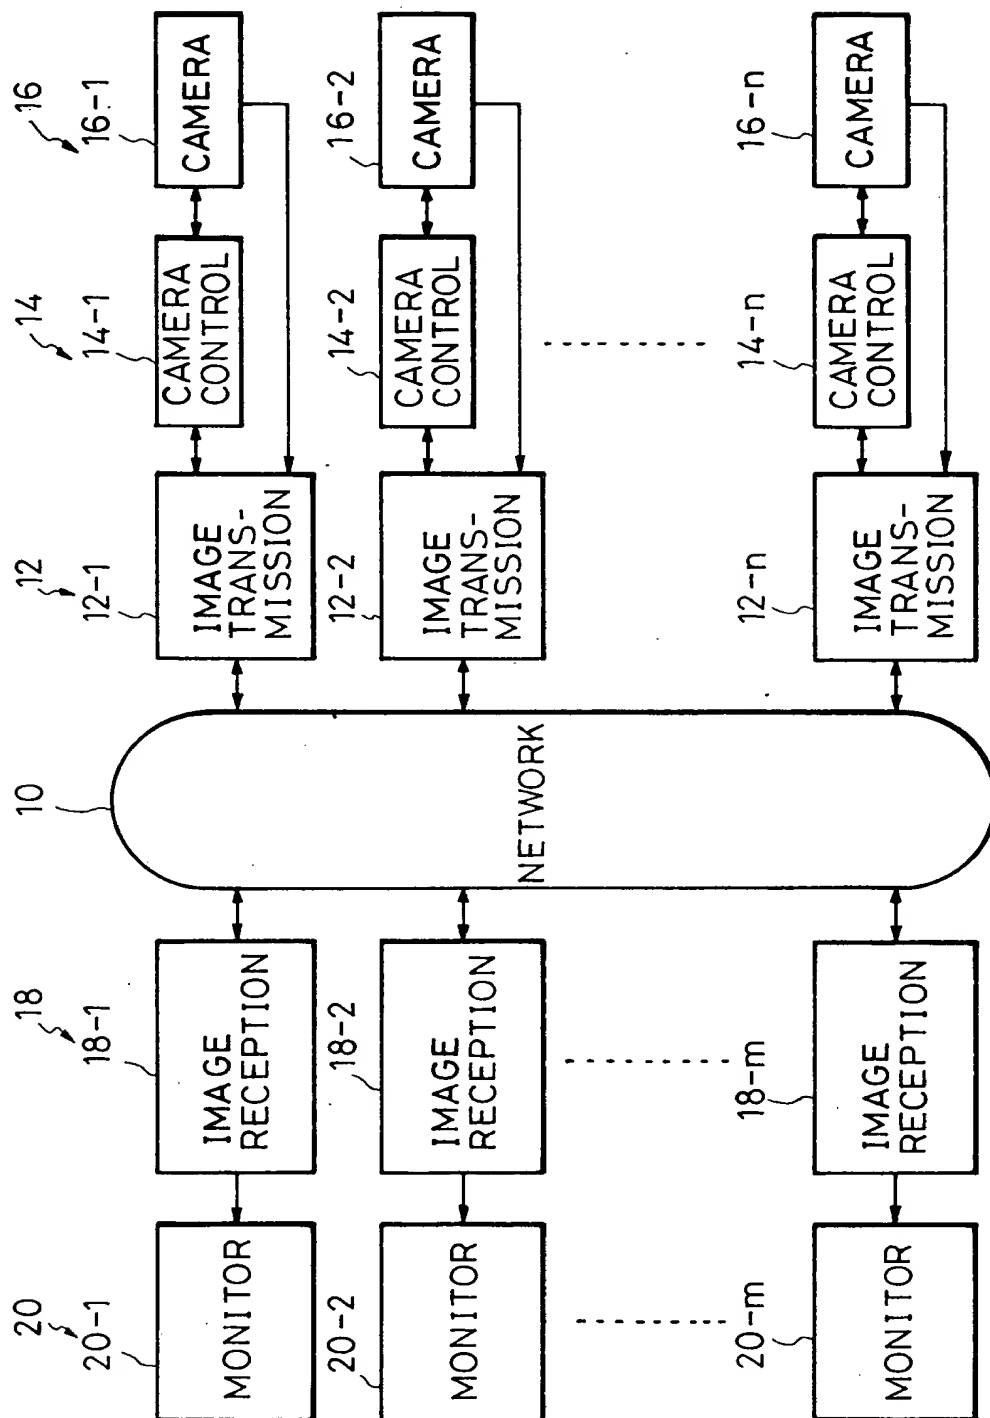 20
20-1
MONITOR
18
18-1
IMAGE
RECEPTION
10
NETWORK
12
12-1
IMAGE
TRANS-
MISSION
14
14-1
CAMERA
CONTROL
16
16-1
CAMERA
20-2
MONITOR
18-2
IMAGE
RECEPTION
12-2
IMAGE
TRANS-
MISSION
14-2
CAMERA
CONTROL
16-2
CAMERA
20-m
MONITOR
18-m
IMAGE
RECEPTION
12-n
IMAGE
TRANS-
MISSION
14-n
CAMERA
CONTROL
16-n
CAMERA